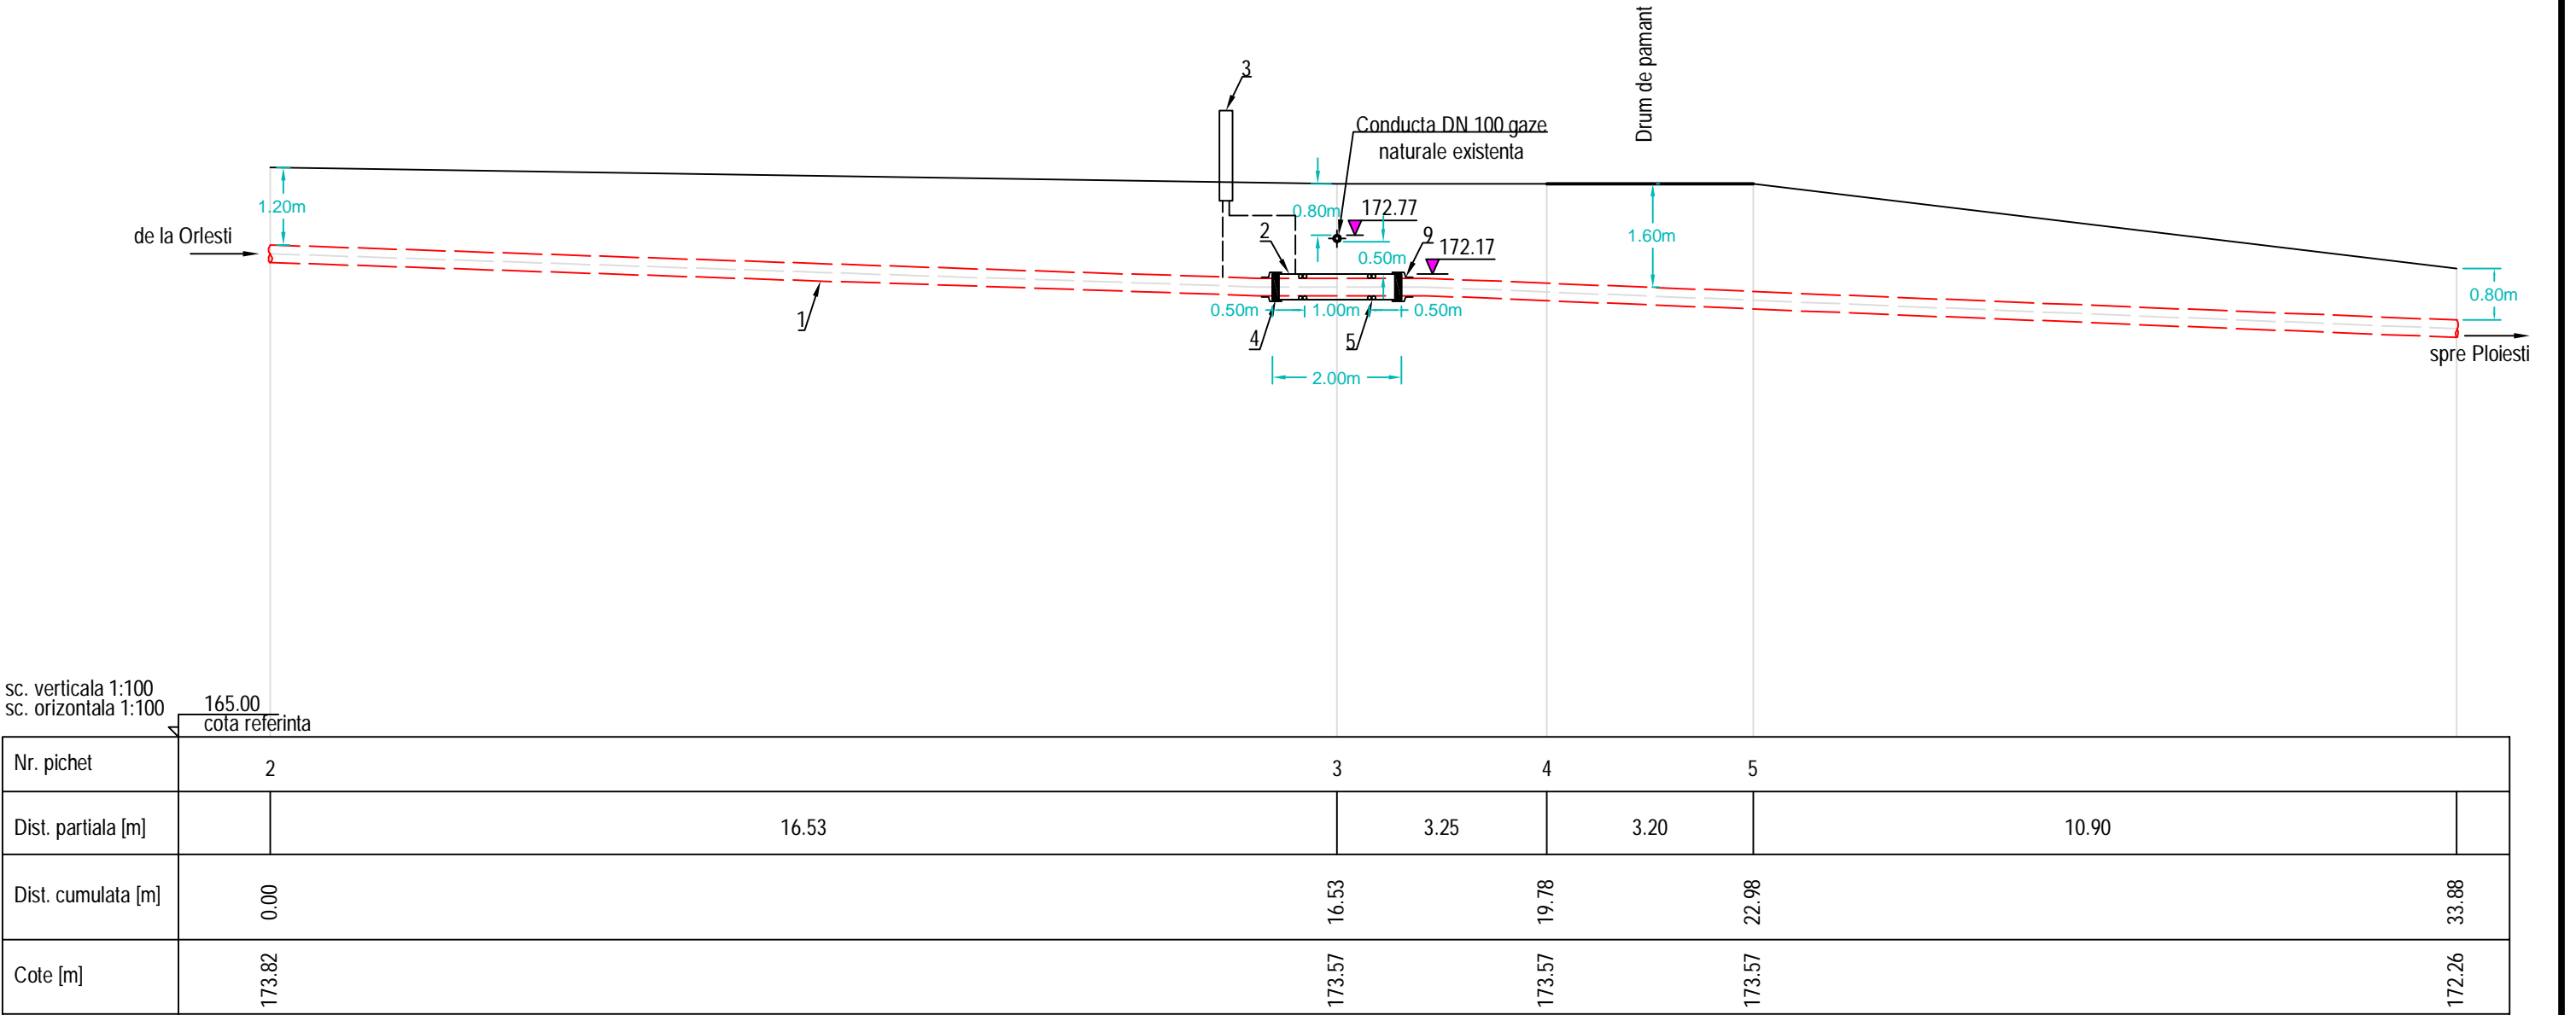 Drum de pamant
3
Conducta DN 100 gaze
naturale existenta
1.20m
0.80m
172.77
de la Orlesti
2
9
172.17
1.60m
0.50m
0.80m
0.50m
1.00m
0.50m
1
4
5
spre Ploiesti
2.00m
sc. verticala 1:100
sc. orizontala 1:100
165.00
cota referinta
Nr. pichet 2 3 4 5
Dist. partiala [m] 16.53 3.25 3.20 10.90
Dist. cumulata [m] 0.00 16.53 19.78 22.98 33.88
Cote [m] 173.82 173.57 173.57 173.57 172.26